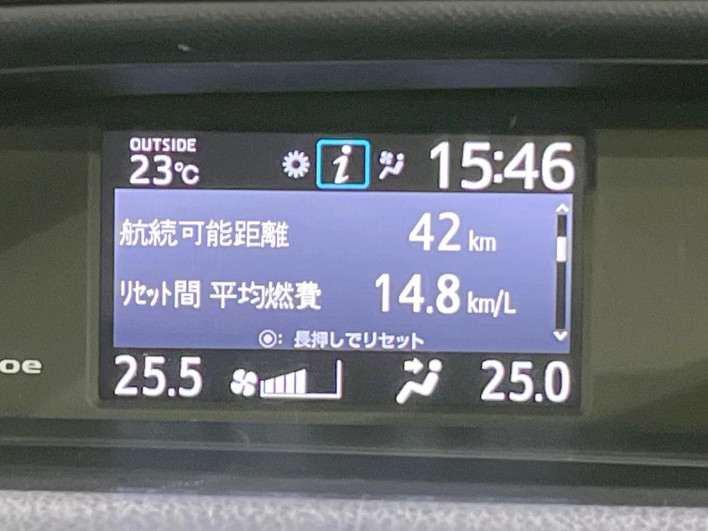 OUTSIDE
23℃
i
15:46
航続可能距離 42 km
リセット間 平均燃費 14.8 km/L
◉: 長押しでリセット
oe
25.5 25.0